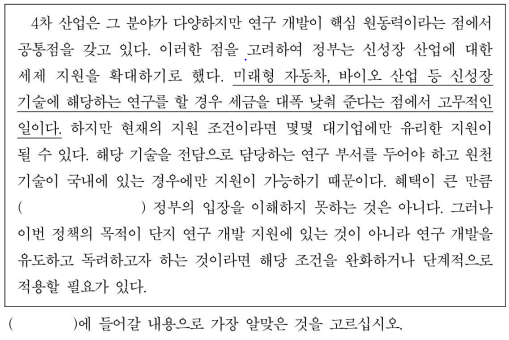 4차 산업은 그 분야가 다양하지만 연구 개발이 핵심 원동력이라는 점에서
공통점을 갖고 있다. 이러한 점을 고려하여 정부는 신성장 산업에 대한
세제 지원을 확대하기로 했다. 미래형 자동차, 바이오 산업 등 신성장
기술에 해당하는 연구를 할 경우 세금을 대폭 낮춰 준다는 점에서 고무적인
일이다. 하지만 현재의 지원 조건이라면 몇몇 대기업에만 유리한 지원이
될 수 있다. 해당 기술을 전담으로 담당하는 연구 부서를 두어야 하고 원천
기술이 국내에 있는 경우에만 지원이 가능하기 때문이다. 혜택이 큰 만큼
(                    ) 정부의 입장을 이해하지 못하는 것은 아니다. 그러나
이번 정책의 목적이 단지 연구 개발 지원에 있는 것이 아니라 연구 개발을
유도하고 독려하고자 하는 것이라면 해당 조건을 완화하거나 단계적으로
적용할 필요가 있다.
(          )에 들어갈 내용으로 가장 알맞은 것을 고르십시오.